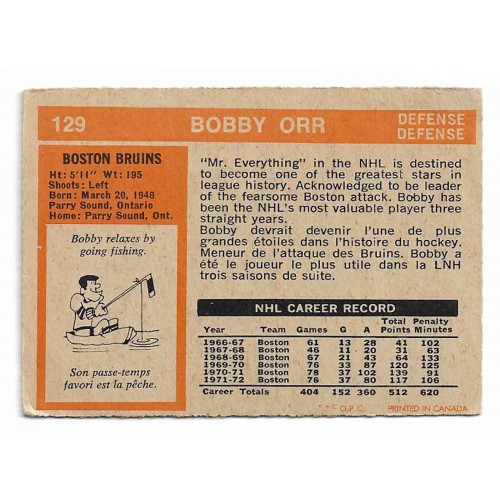 129 BOBBY ORR DEFENSE
DEFENSE
BOSTON BRUINS
Ht: 5'11" Wt: 195
Shoots: Left
Born: March 20, 1948
Parry Sound, Ontario
Home: Parry Sound, Ont.
Bobby relaxes by
going fishing.
Son passe-temps
favori est la pêche.
"Mr. Everything" in the NHL is destined
to become one of the greatest stars in
league history. Acknowledged to be leader
of the fearsome Boston attack. Bobby has
been the NHL's most valuable player three
straight years.
Bobby devrait devenir l'une de plus
grandes étoiles dans l'histoire du hockey.
Meneur de l'attaque des Bruins. Bobby a
été le joueur le plus utile dans la LNH
trois saisons de suite.
NHL CAREER RECORD
Year Team Games G A Total Points Penalty Minutes
1966-67 Boston 61 13 28 41 102
1967-68 Boston 46 11 20 31 63
1968-69 Boston 67 21 43 64 133
1969-70 Boston 76 33 87 120 125
1970-71 Boston 78 37 102 139 91
1971-72 Boston 76 37 80 117 106
Career Totals 404 152 360 512 620
O.P.C. PRINTED IN CANADA